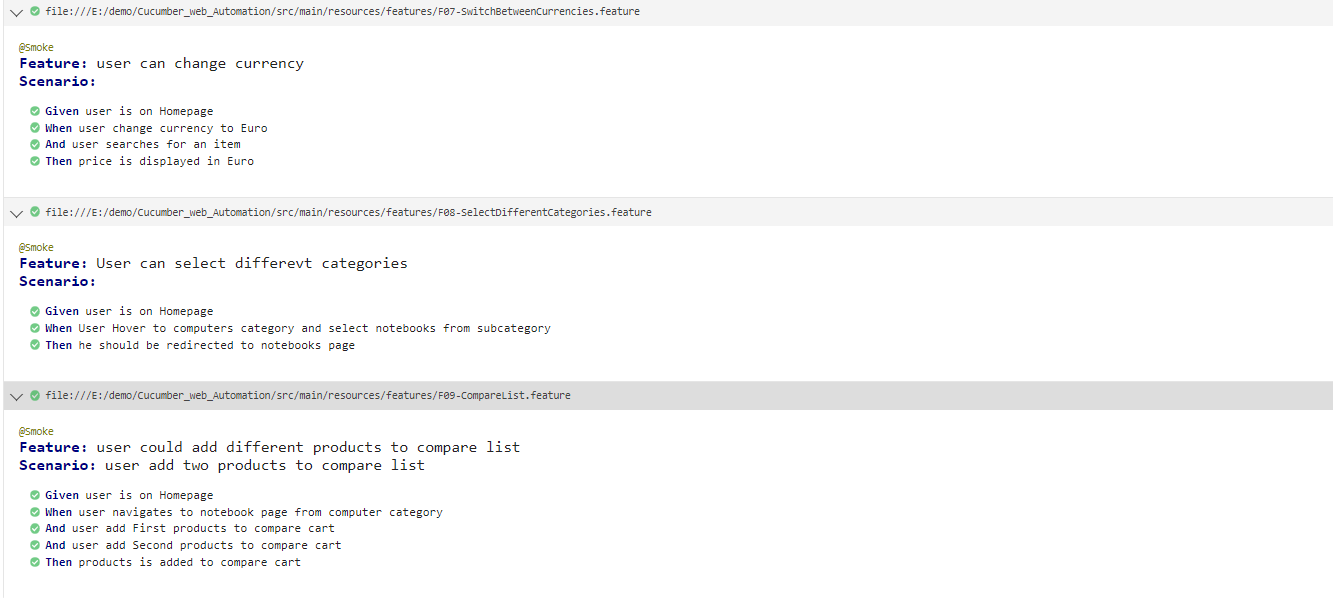 file:///E:/demo/Cucumber_web_Automation/src/main/resources/features/F07-SwitchBetweenCurrencies.feature
@Smoke
Feature: user can change currency
Scenario:
Given user is on Homepage
When user change currency to Euro
And user searches for an item
Then price is displayed in Euro
file:///E:/demo/Cucumber_web_Automation/src/main/resources/features/F08-SelectDifferentCategories.feature
@Smoke
Feature: User can select differevt categories
Scenario:
Given user is on Homepage
When User Hover to computers category and select notebooks from subcategory
Then he should be redirected to notebooks page
file:///E:/demo/Cucumber_web_Automation/src/main/resources/features/F09-CompareList.feature
@Smoke
Feature: user could add different products to compare list
Scenario: user add two products to compare list
Given user is on Homepage
When user navigates to notebook page from computer category
And user add First products to compare cart
And user add Second products to compare cart
Then products is added to compare cart